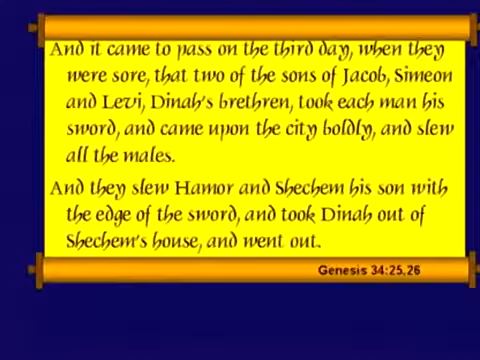 And it came to pass on the third day, when they
were sore, that two of the sons of Jacob, Simeon
and Levi, Dinah's brethren, took each man his
sword, and came upon the city boldly, and slew
all the males.
And they slew Hamor and Shechem his son with
the edge of the sword, and took Dinah out of
Shechem's house, and went out.
Genesis 34:25,26